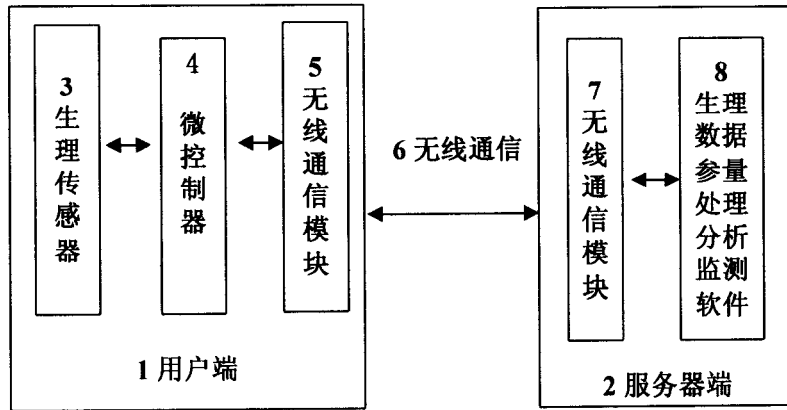 3
生
理
传
感
器
4
微
控
制
器
5
无
线
通
信
模
块
1 用户端
6 无线通信
7
无
线
通
信
模
块
8
生理
数据
参量
处理
分析
监测
软件
2 服务器端